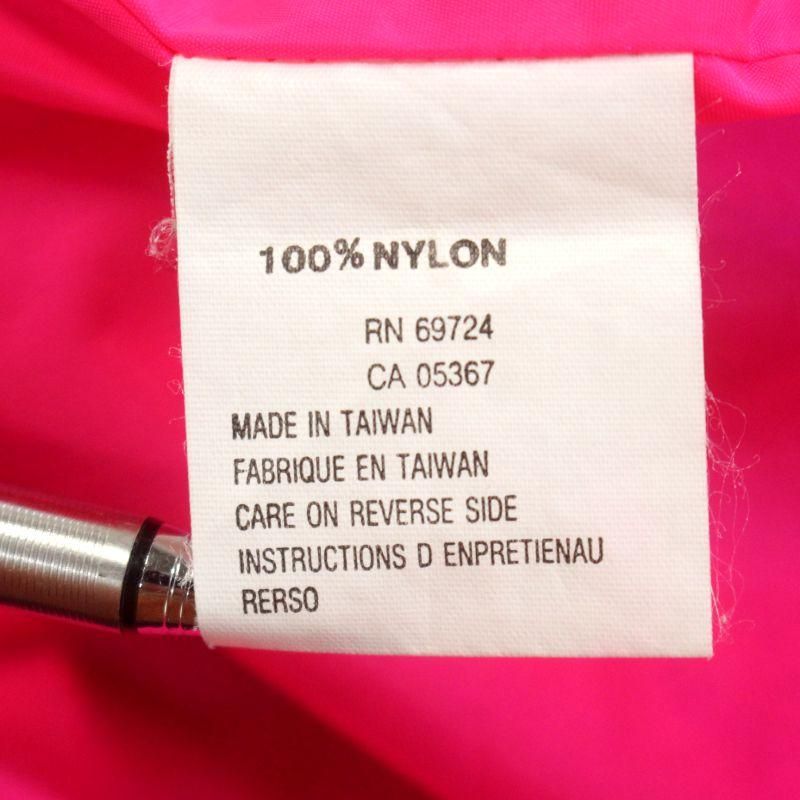 100% NYLON
RN 69724
CA 05367
MADE IN TAIWAN
FABRIQUE EN TAIWAN
CARE ON REVERSE SIDE
INSTRUCTIONS D ENPRETIENAU
RERSO